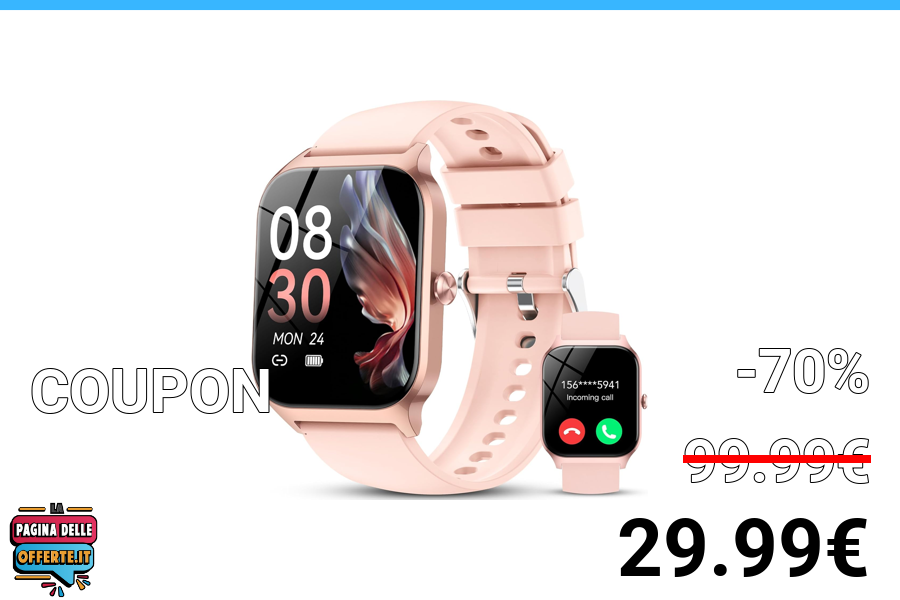 08
30
MON 24
156****5941
Incoming call
COUPON
-70%
99.99€
29.99€
LA
PAGINA DELLE
OFFERTE.IT